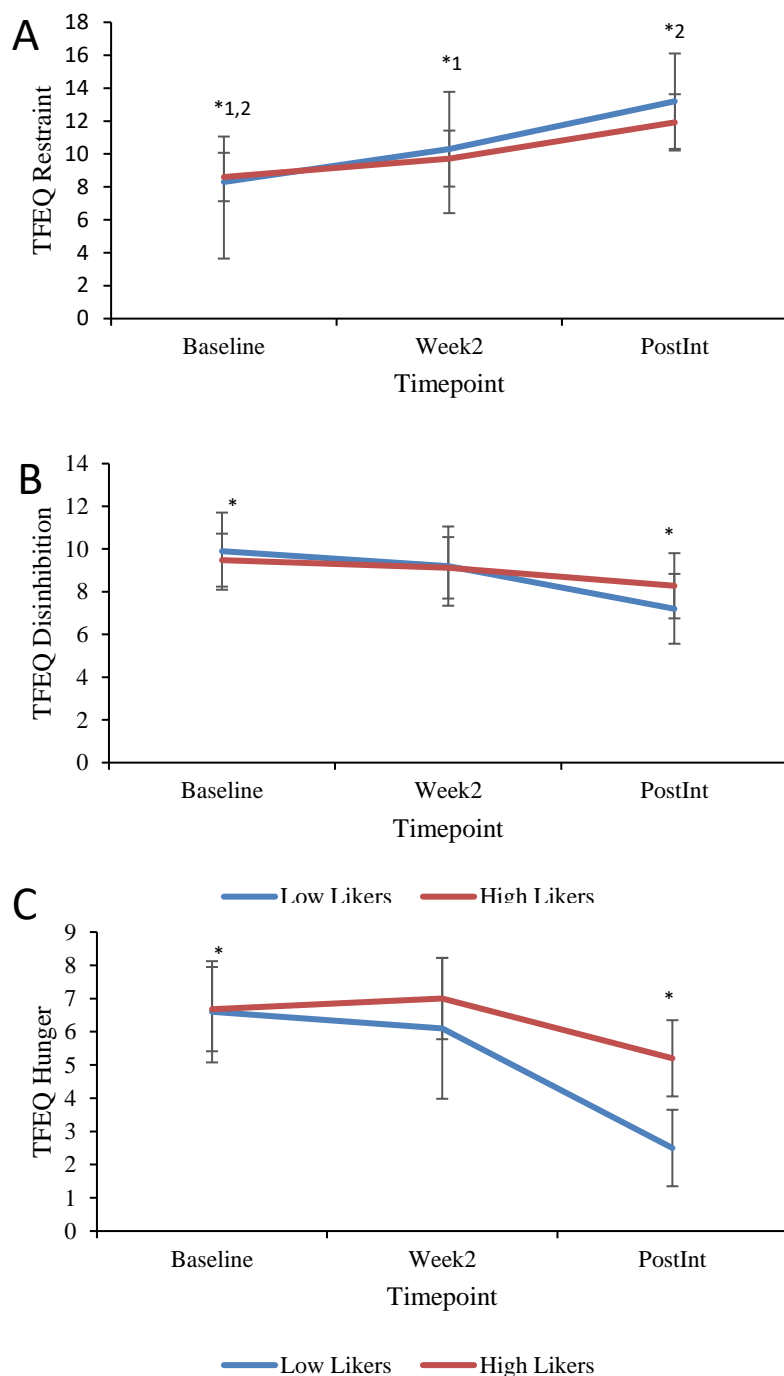 A
TFEQ Restraint
18
16
14
12
10
8
6
4
2
0
*1,2
*1
*2
Baseline Week2 PostInt
Timepoint
B
TFEQ Disinhibition
14
12
10
8
6
4
2
0
*
*
Baseline Week2 PostInt
Timepoint
Low Likers High Likers
C
TFEQ Hunger
9
8
7
6
5
4
3
2
1
0
*
*
Baseline Week2 PostInt
Timepoint
Low Likers High Likers